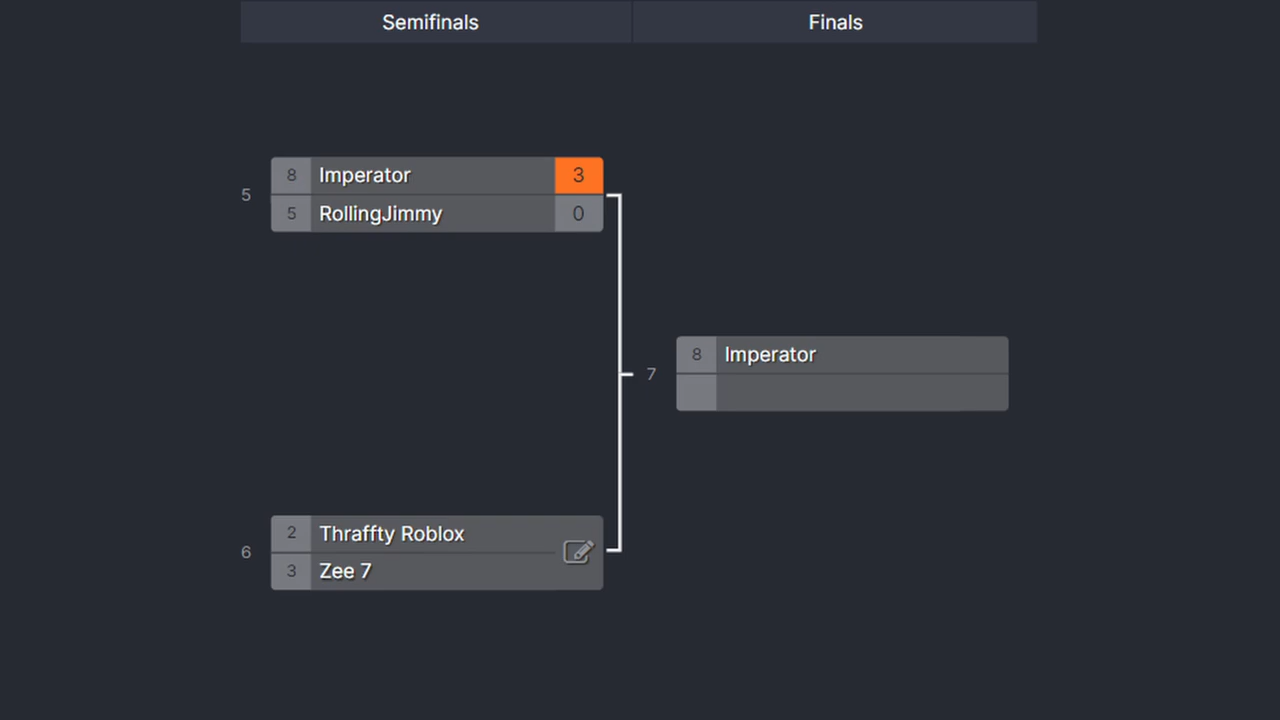 Semifinals Finals
5
8 Imperator 3
5 RollingJimmy 0
7
8 Imperator
6
2 Thraffty Roblox
3 Zee 7